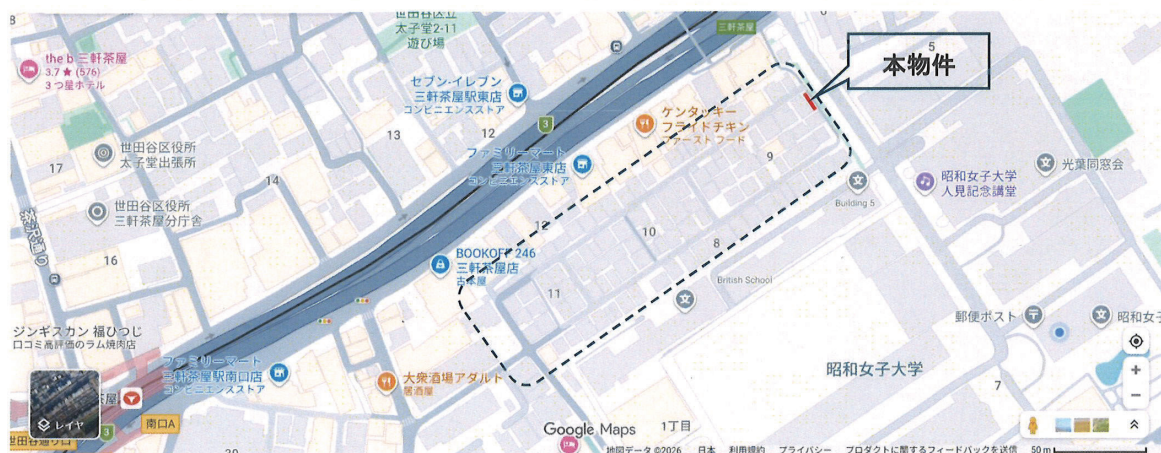 世田谷区立
太子堂2-11
遊び場
the b 三軒茶屋
3.7 ★ (576)
3 つ星ホテル
セブン-イレブン
三軒茶屋駅東店
コンビニエンスストア
三軒茶屋
本物件
ケンタッキー
フライドチキン
ファースト フード
世田谷区役所
太子堂出張所
ファミリーマート
三軒茶屋東店
コンビニエンスストア
世田谷区役所
三軒茶屋分庁舎
茶沢通り
光葉同窓会
昭和女子大学
人見記念講堂
Building 5
BOOKOFF 246
三軒茶屋店
古本屋
British School
ジンギスカン 福ひつじ
口コミ高評価のラム焼肉店
ファミリーマート
三軒茶屋駅南口店
コンビニエンスストア
大衆酒場アダルト
居酒屋
郵便ポスト
昭和女子
昭和女子大学
レイヤ
南口A
世田谷通り口
Google Maps
1丁目
地図データ ©2026 日本 利用規約 プライバシー プロダクトに関するフィードバックを送信 50 m
8
6
5
17
16
14
13
12
12
11
10
9
8
7
3
3